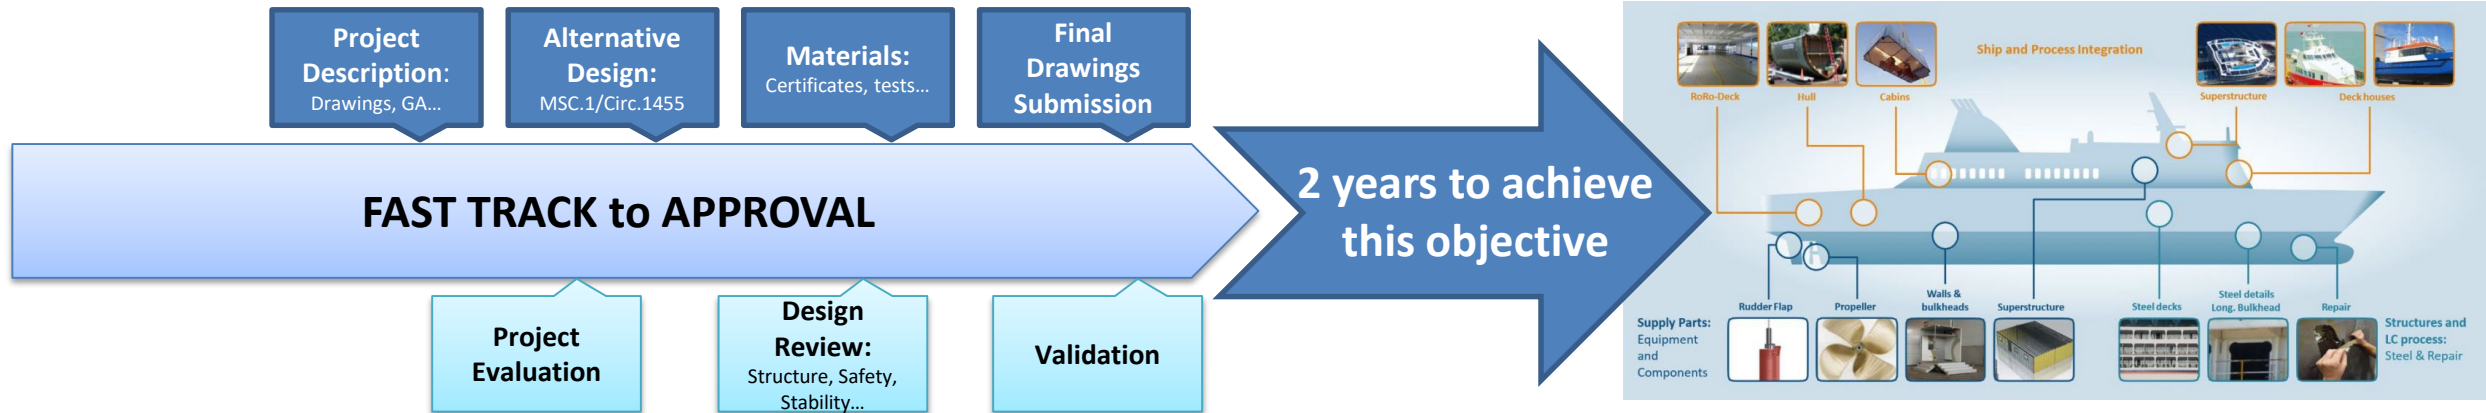 Project
Description:
Drawings, GA...
Alternative
Design:
MSC.1/Circ.1455
Materials:
Certificates, tests...
Final
Drawings
Submission
FAST TRACK to APPROVAL
Project
Evaluation
Design
Review:
Structure, Safety,
Stability...
Validation
2 years to achieve
this objective
Ship and Process Integration
RoRo-Deck
Hull
Cabins
Superstructure
Deck houses
Rudder Flap
Propeller
Walls &
bulkheads
Superstructure
Steel decks
Steel details
Long. Bulkhead
Repair
Supply Parts:
Equipment
and
Components
Structures and
LC process:
Steel & Repair